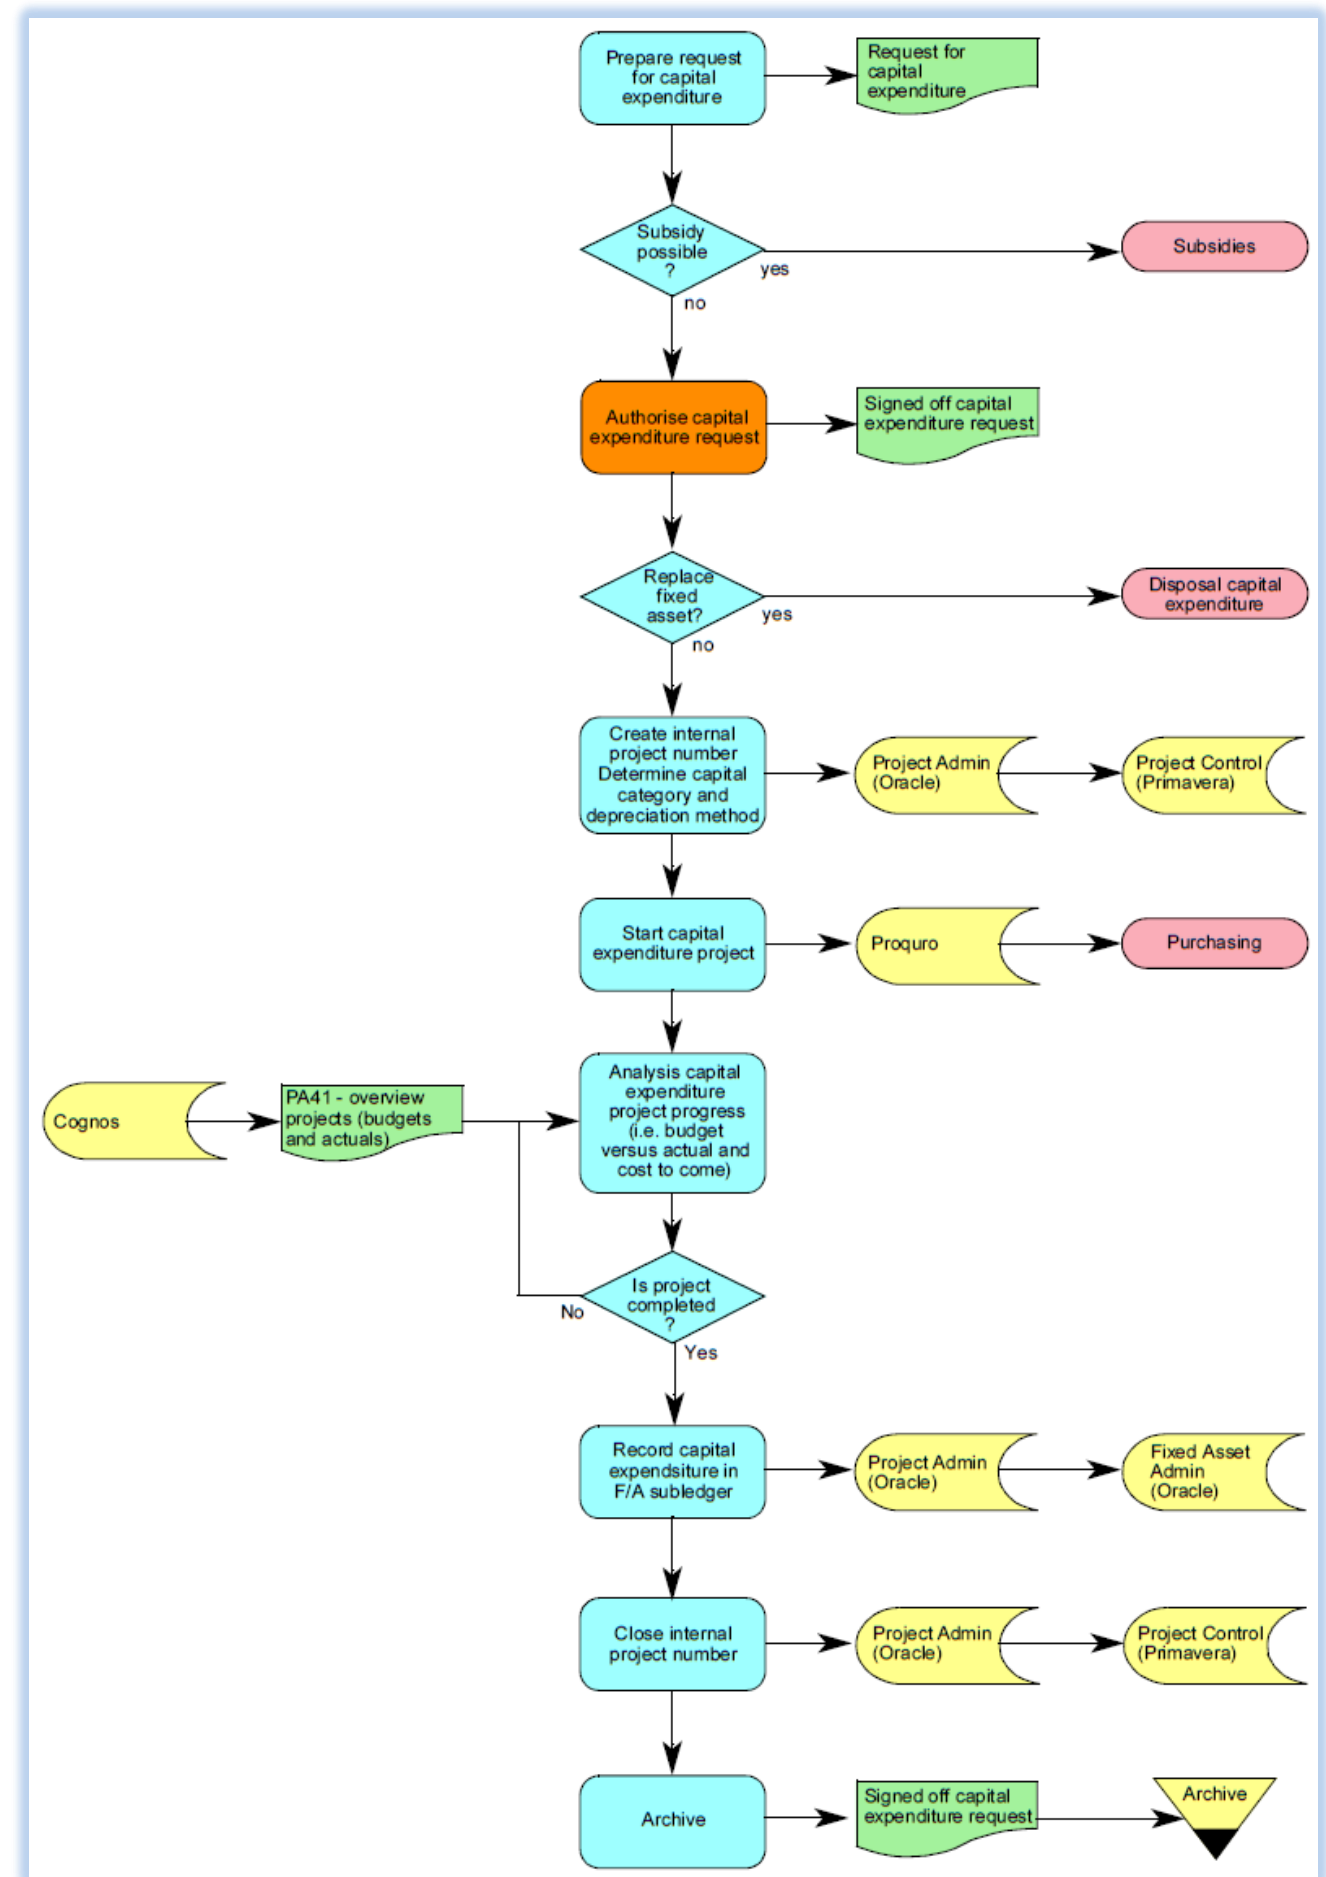 Prepare request
for capital
expenditure
Request for
capital
expenditure
Subsidy
possible
?
yes
no
Subsidies
Authorise capital
expenditure request
Signed off capital
expenditure request
Replace
fixed
asset?
yes
no
Disposal capital
expenditure
Create internal
project number
Determine capital
category and
depreciation method
Project Admin
(Oracle)
Project Control
(Primavera)
Start capital
expenditure project
Proquro
Purchasing
Cognos
PA41 - overview
projects (budgets
and actuals)
Analysis capital
expenditure
project progress
(i.e. budget
versus actual and
cost to come)
Is project
completed
?
No
Yes
Record capital
expendsiture in
F/A subledger
Project Admin
(Oracle)
Fixed Asset
Admin
(Oracle)
Close internal
project number
Project Admin
(Oracle)
Project Control
(Primavera)
Archive
Signed off capital
expenditure request
Archive